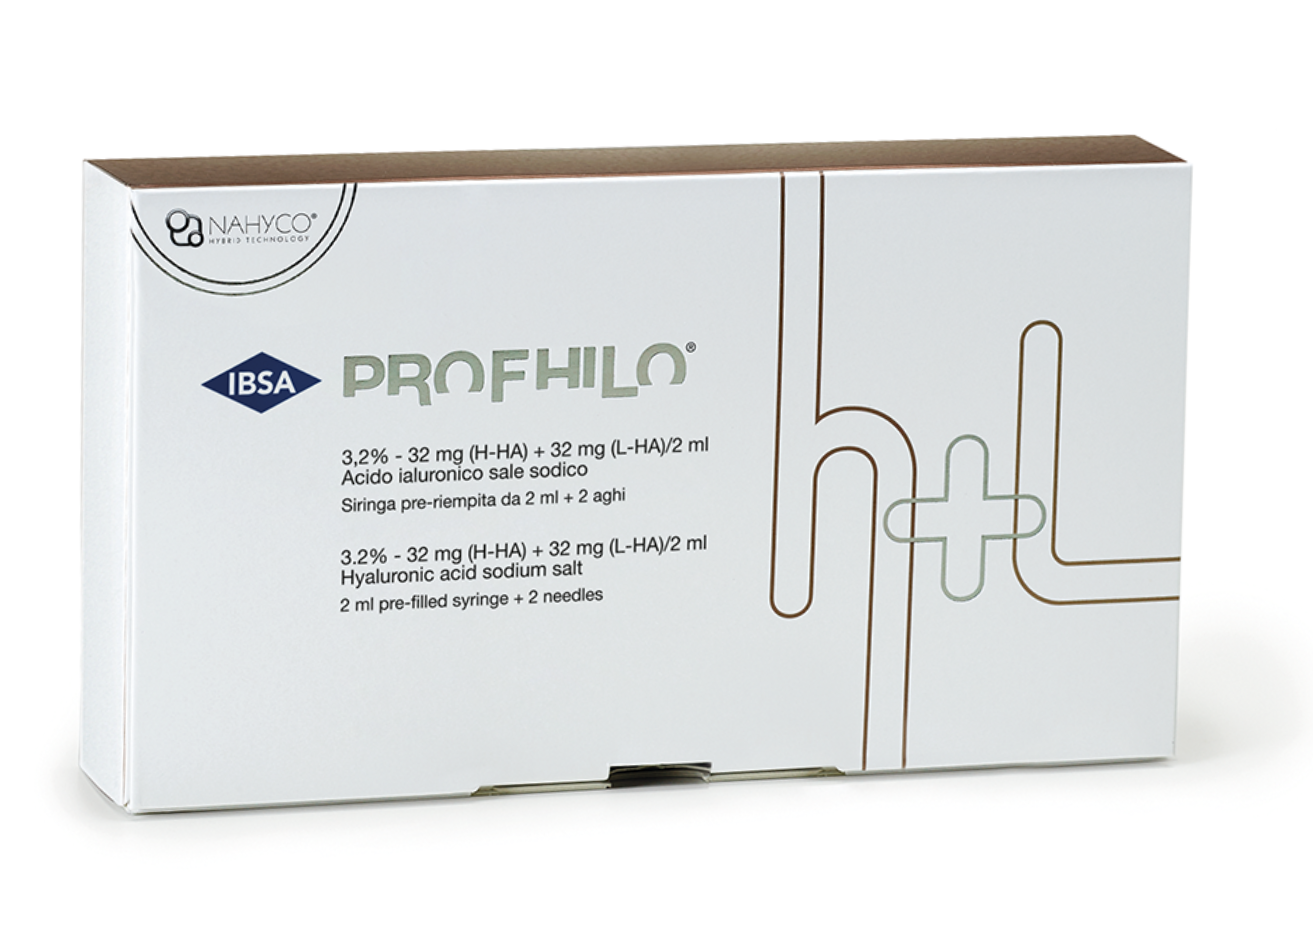 NAHYCO®
HYBRID TECHNOLOGY
IBSA
PROFHILO®
3,2% - 32 mg (H-HA) + 32 mg (L-HA)/2 ml
Acido ialuronico sale sodico
Siringa pre-riempita da 2 ml + 2 aghi
3.2% - 32 mg (H-HA) + 32 mg (L-HA)/2 ml
Hyaluronic acid sodium salt
2 ml pre-filled syringe + 2 needles
h+L